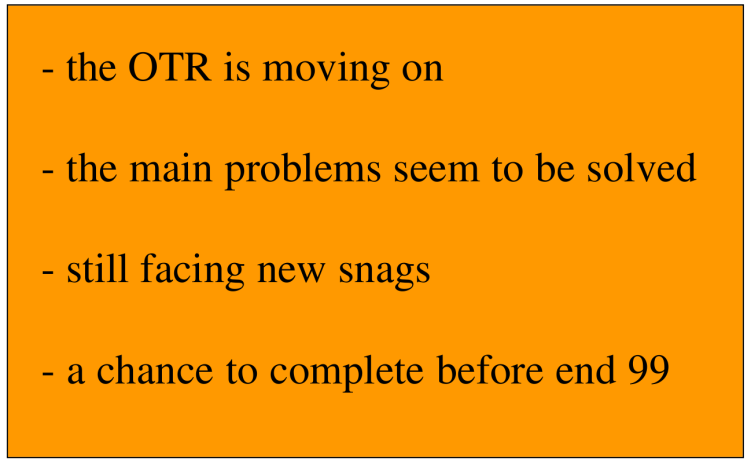 - the OTR is moving on
- the main problems seem to be solved
- still facing new snags
- a chance to complete before end 99